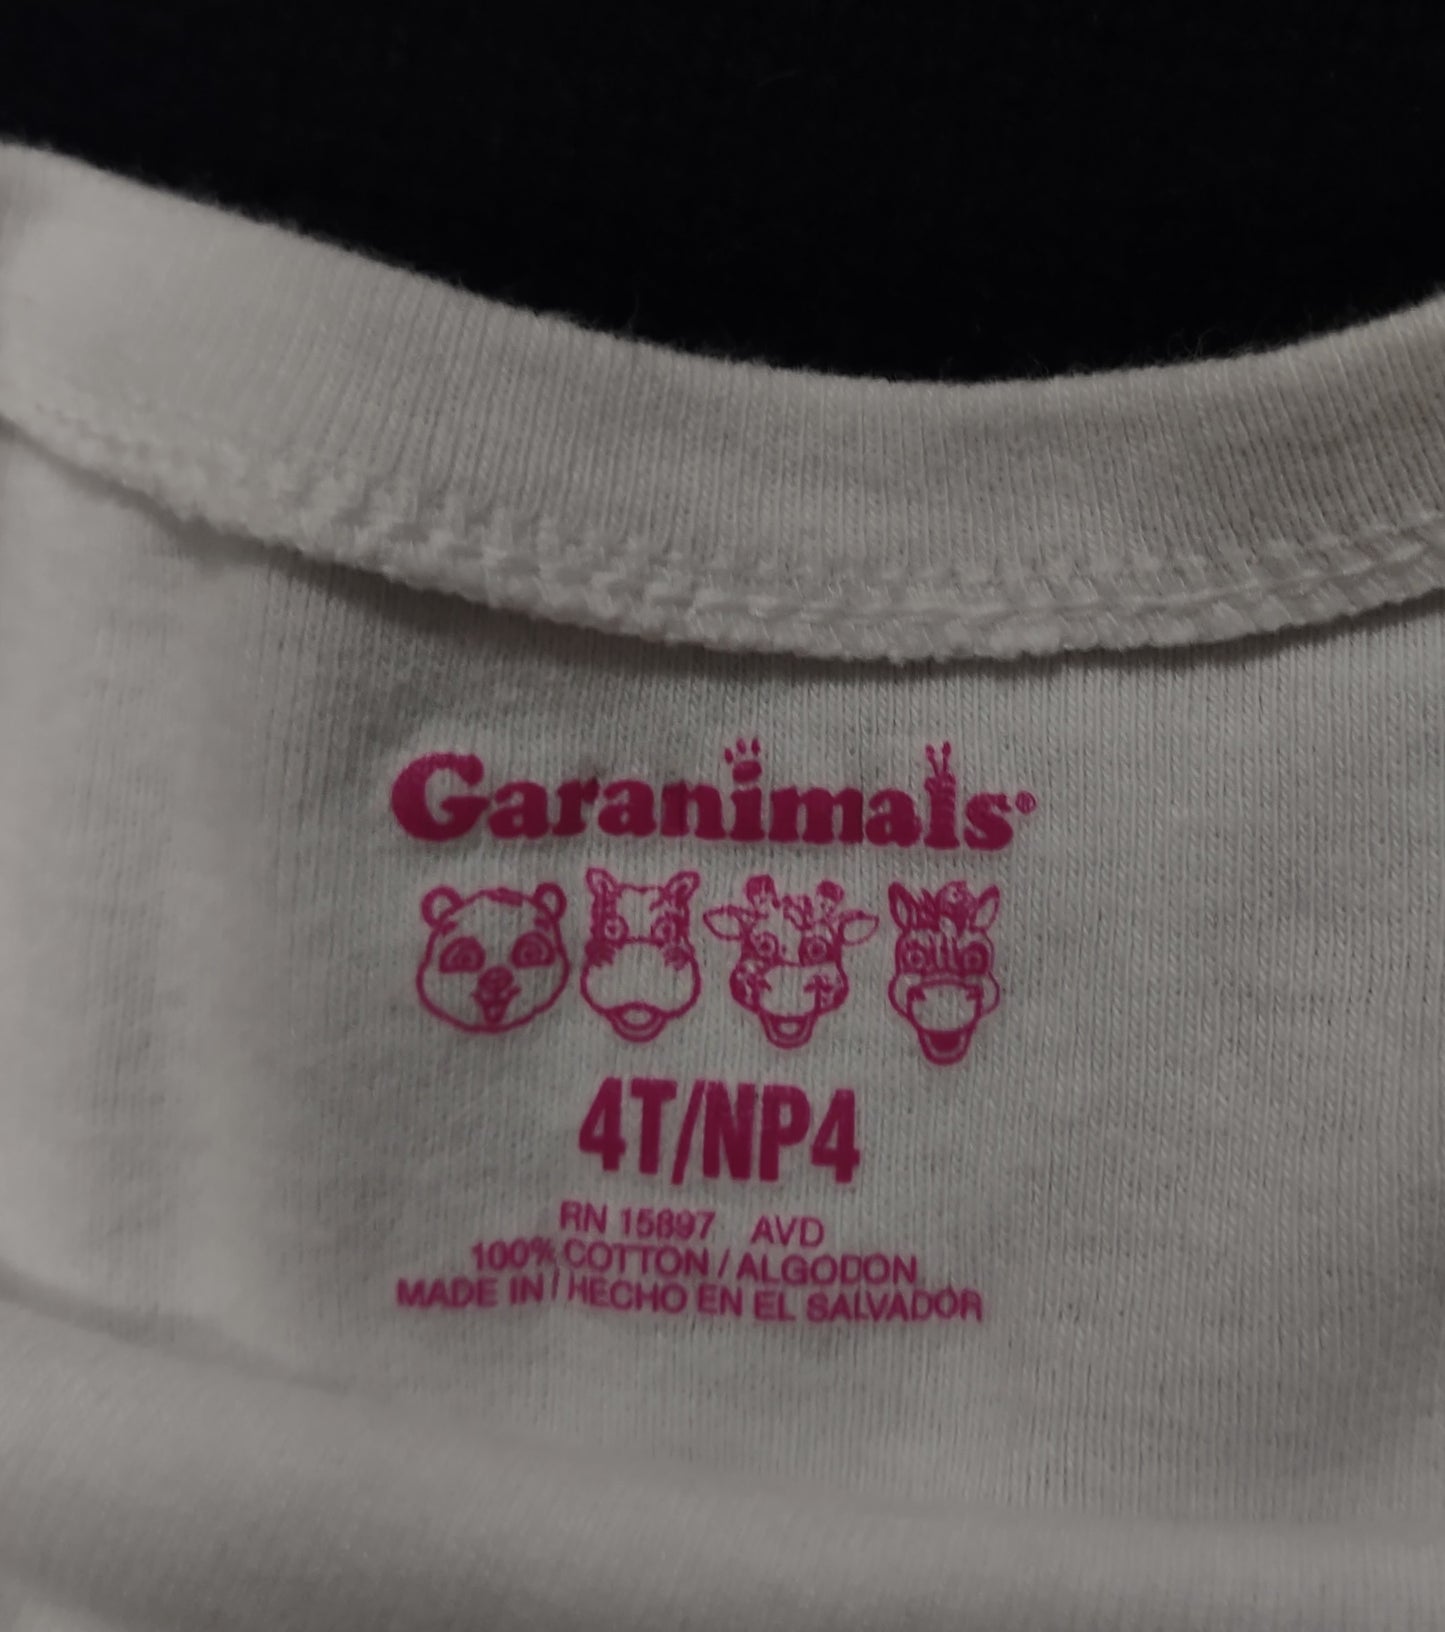 Garanimals®
4T/NP4
RN 15897 AVD
100% COTTON / ALGODON
MADE IN / HECHO EN EL SALVADOR